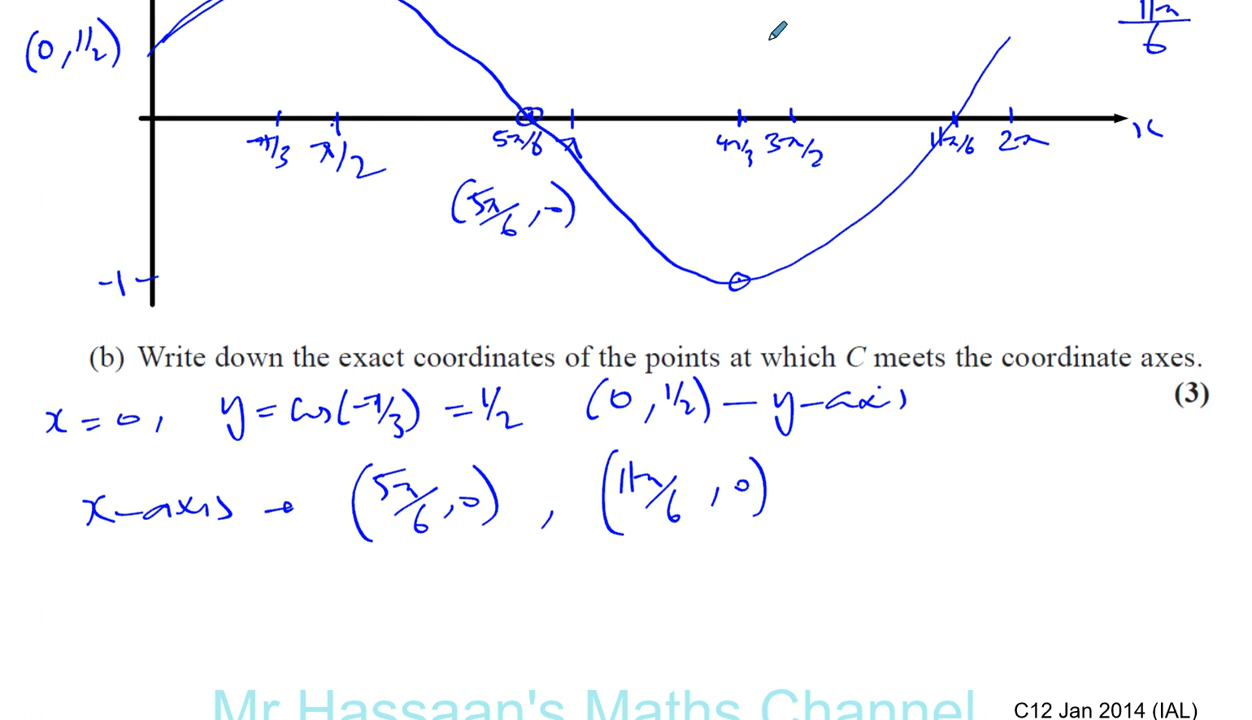 11π/6
(0, 1/2)
π/3 π/2 5π/6 π 4π/3 3π/2 11π/6 2π x
(5π/6, 0)
-1
(b) Write down the exact coordinates of the points at which C meets the coordinate axes.
(3)
x = 0, y = cos(-π/3) = 1/2 (0, 1/2) — y-axis
x-axis → (5π/6, 0), (11π/6, 0)
Mr Hassaan's Maths Channel
C12 Jan 2014 (IAL)